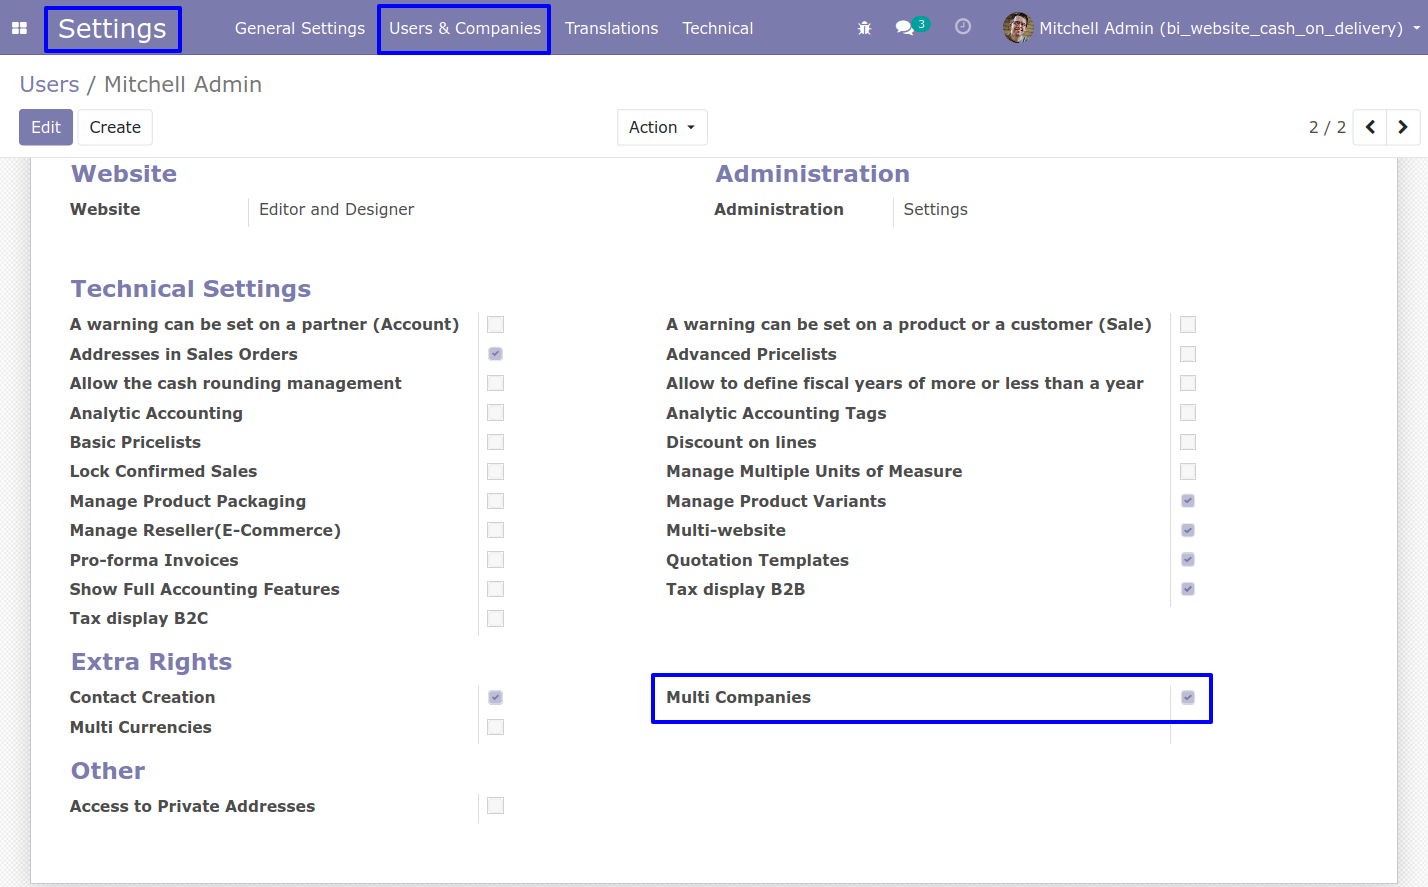 Settings General Settings Users & Companies Translations Technical 3 Mitchell Admin (bi_website_cash_on_delivery)
Users / Mitchell Admin
Edit Create Action 2 / 2
Website Administration
Website Editor and Designer Administration Settings
Technical Settings
A warning can be set on a partner (Account) A warning can be set on a product or a customer (Sale)
Addresses in Sales Orders Advanced Pricelists
Allow the cash rounding management Allow to define fiscal years of more or less than a year
Analytic Accounting Analytic Accounting Tags
Basic Pricelists Discount on lines
Lock Confirmed Sales Manage Multiple Units of Measure
Manage Product Packaging Manage Product Variants
Manage Reseller(E-Commerce) Multi-website
Pro-forma Invoices Quotation Templates
Show Full Accounting Features Tax display B2B
Tax display B2C
Extra Rights
Contact Creation Multi Companies
Multi Currencies
Other
Access to Private Addresses